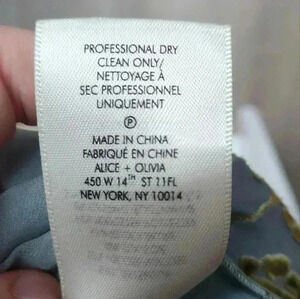 PROFESSIONAL DRY
CLEAN ONLY/
NETTOYAGE À
SEC PROFESSIONNEL
UNIQUEMENT
Ⓟ
MADE IN CHINA
FABRIQUÉ EN CHINE
ALICE + OLIVIA
450 W 14TH ST 21FL
NEW YORK, NY 10014